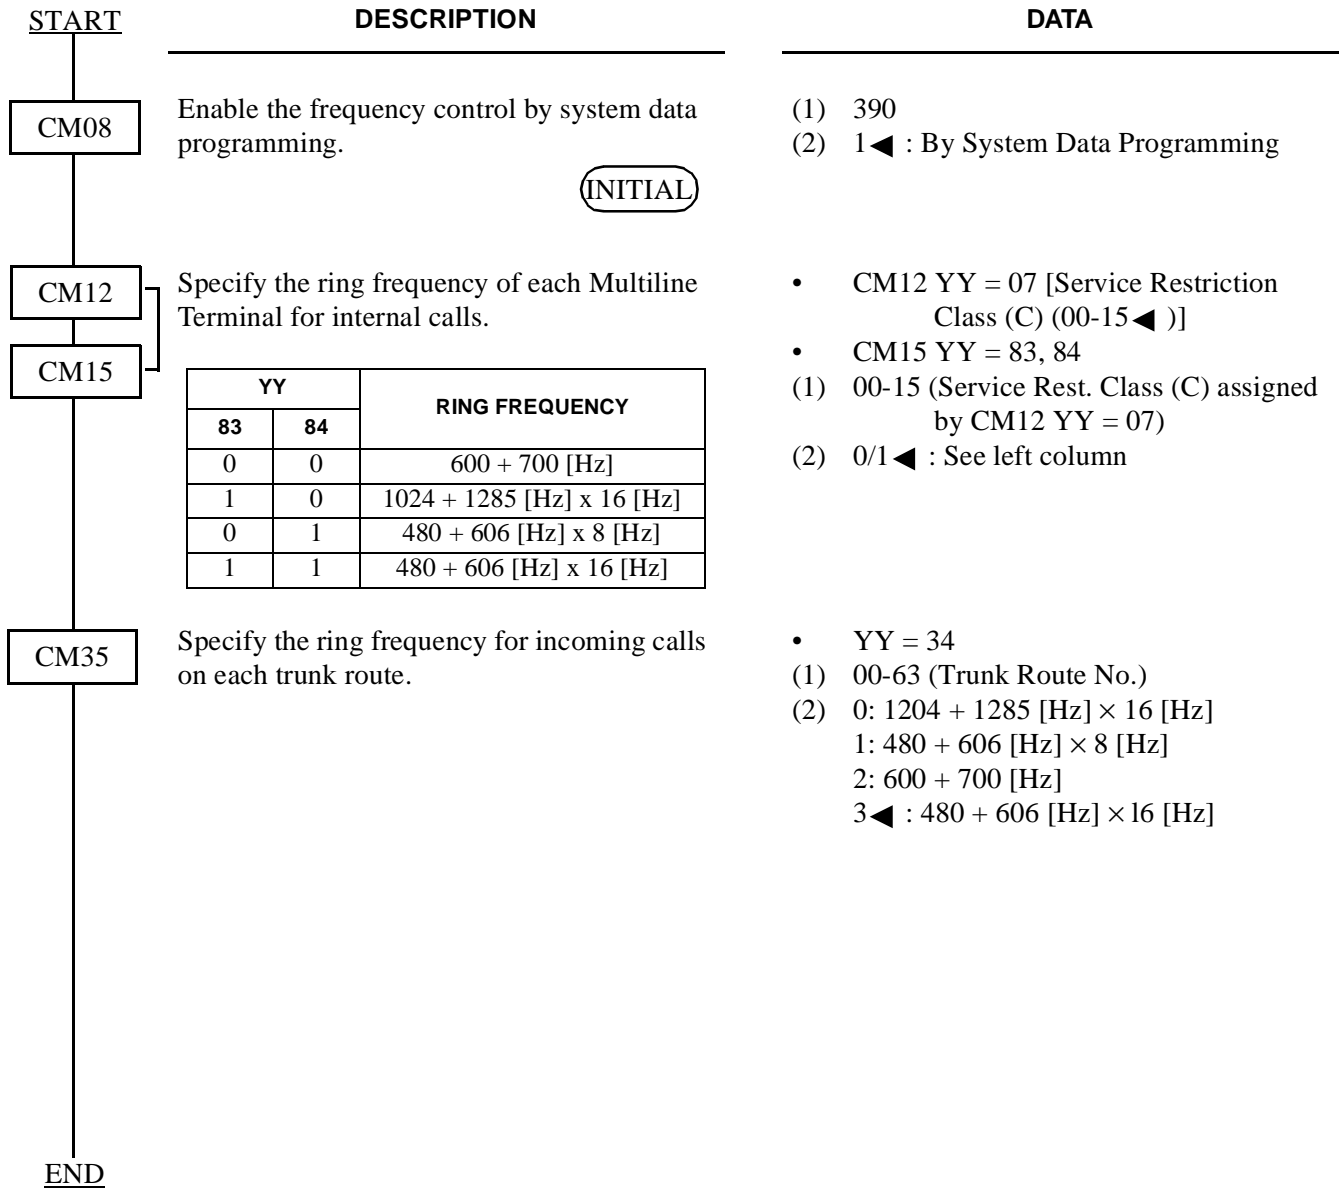 START
DESCRIPTION
DATA
CM08
Enable the frequency control by system data
programming.
INITIAL
(1) 390
(2) 1◀ : By System Data Programming
CM12
CM15
Specify the ring frequency of each Multiline
Terminal for internal calls.
YY
RING FREQUENCY
83 84
0 0 600 + 700 [Hz]
1 0 1024 + 1285 [Hz] x 16 [Hz]
0 1 480 + 606 [Hz] x 8 [Hz]
1 1 480 + 606 [Hz] x 16 [Hz]
• CM12 YY = 07 [Service Restriction
Class (C) (00-15◀ )]
• CM15 YY = 83, 84
(1) 00-15 (Service Rest. Class (C) assigned
by CM12 YY = 07)
(2) 0/1◀ : See left column
CM35
Specify the ring frequency for incoming calls
on each trunk route.
• YY = 34
(1) 00-63 (Trunk Route No.)
(2) 0: 1204 + 1285 [Hz] × 16 [Hz]
1: 480 + 606 [Hz] × 8 [Hz]
2: 600 + 700 [Hz]
3◀ : 480 + 606 [Hz] × l6 [Hz]
END